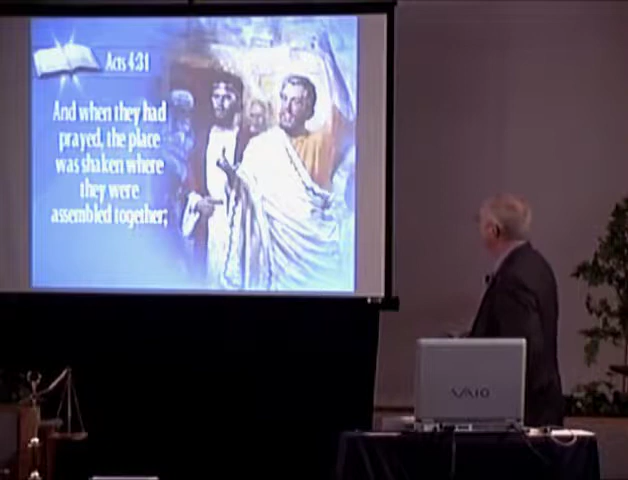 Acts 4:31
And when they had
prayed, the place
was shaken where
they were
assembled together;
VAIO